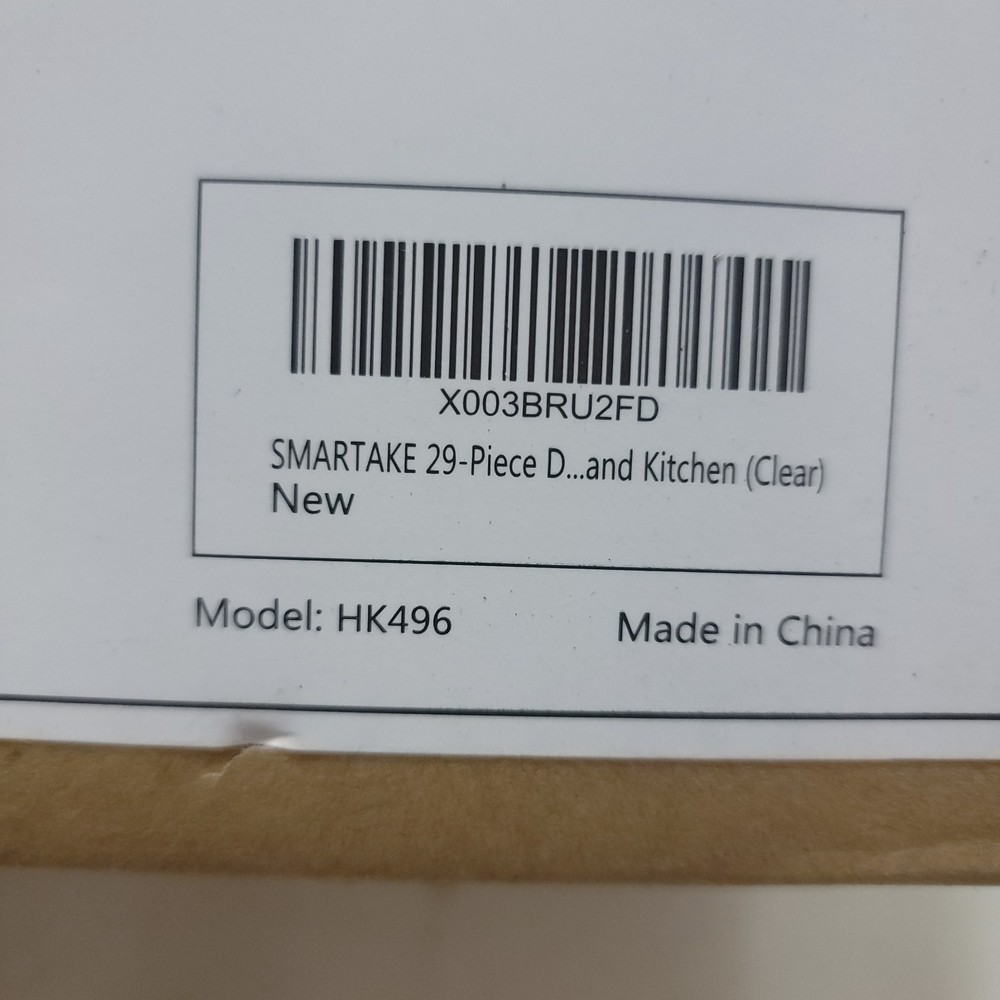 X003BRU2FD
SMARTAKE 29-Piece D...and Kitchen (Clear)
New
Model: HK496 Made in China